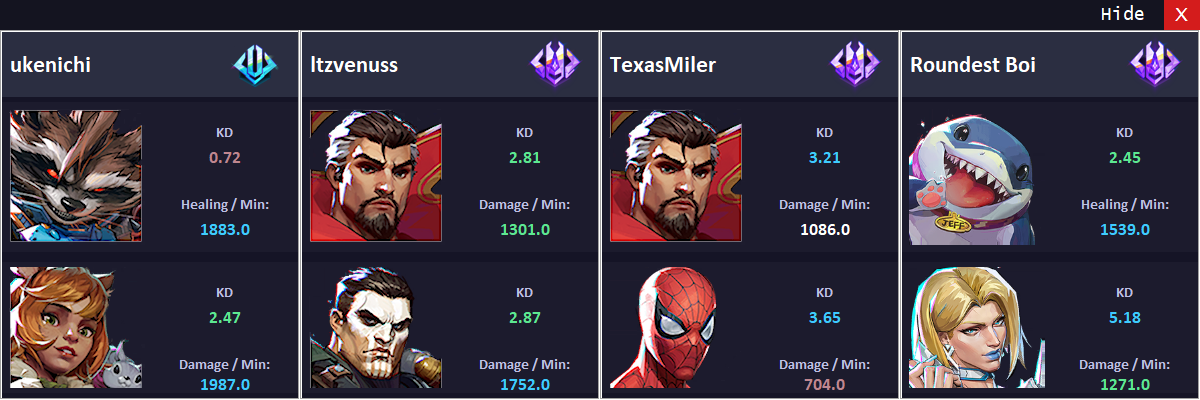 Hide X
ukenichi
KD
0.72
Healing / Min:
1883.0
KD
2.47
Damage / Min:
1987.0
Itzvenuss
KD
2.81
Damage / Min:
1301.0
KD
2.87
Damage / Min:
1752.0
TexasMiler
KD
3.21
Damage / Min:
1086.0
KD
3.65
Damage / Min:
704.0
Roundest Boi
KD
2.45
Healing / Min:
1539.0
JEFF
KD
5.18
Damage / Min:
1271.0